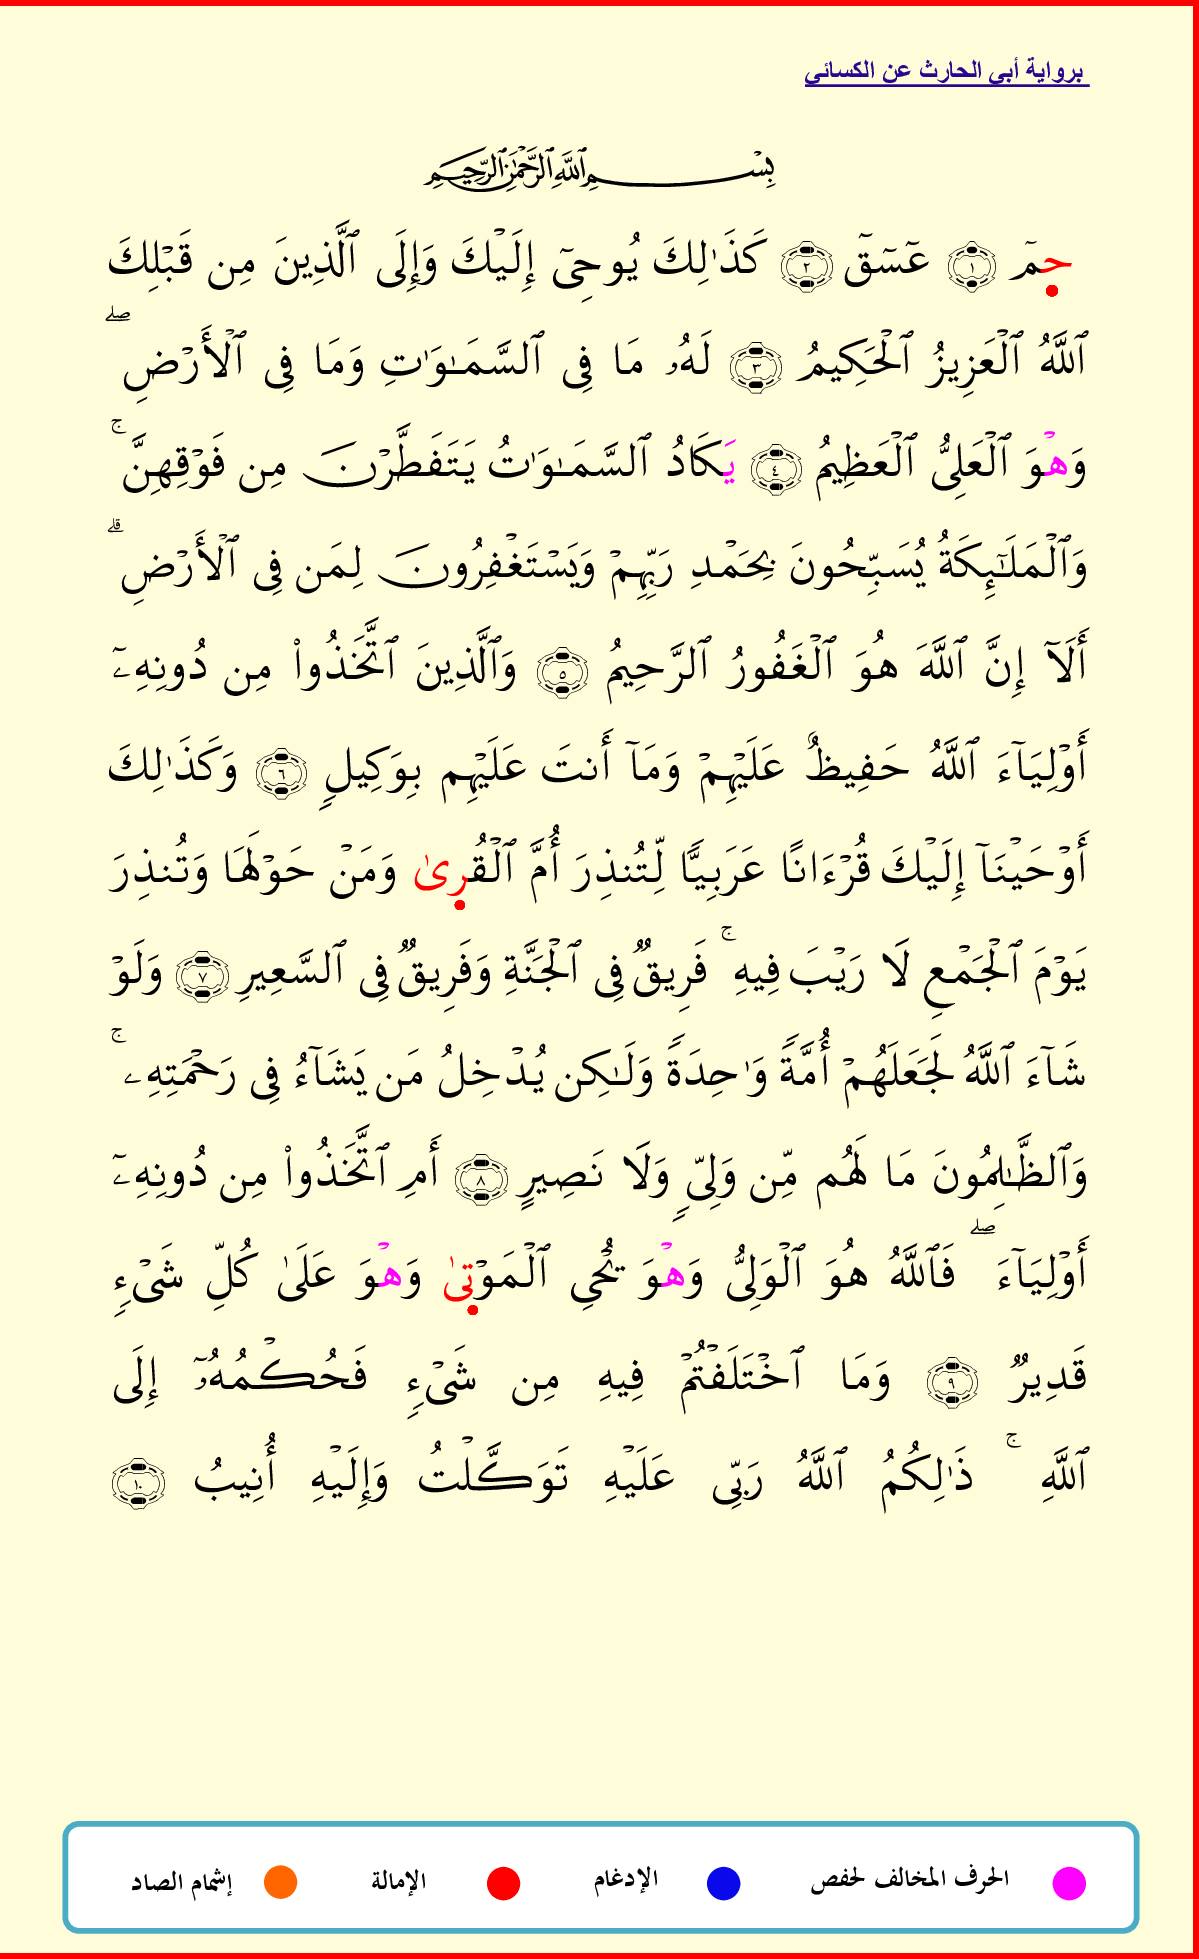 برواية أبي الحارث عن الكسائي
بِسْمِ ٱللَّهِ ٱلرَّحْمَٰنِ ٱلرَّحِيمِ
حمٓ ١ عٓسٓقٓ ٢ كَذَٰلِكَ يُوحِىٓ إِلَيْكَ وَإِلَى ٱلَّذِينَ مِن قَبْلِكَ
ٱللَّهُ ٱلْعَزِيزُ ٱلْحَكِيمُ ٣ لَهُۥ مَا فِى ٱلسَّمَـٰوَٰتِ وَمَا فِى ٱلْأَرْضِ ۖ
وَهْوَ ٱلْعَلِىُّ ٱلْعَظِيمُ ٤ يَكَادُ ٱلسَّمَـٰوَٰتُ يَتَفَطَّرْنَ مِن فَوْقِهِنَّ ۚ
وَٱلْمَلَـٰٓئِكَةُ يُسَبِّحُونَ بِحَمْدِ رَبِّهِمْ وَيَسْتَغْفِرُونَ لِمَن فِى ٱلْأَرْضِ ۗ
أَلَآ إِنَّ ٱللَّهَ هُوَ ٱلْغَفُورُ ٱلرَّحِيمُ ٥ وَٱلَّذِينَ ٱتَّخَذُوا۟ مِن دُونِهِۦٓ
أَوْلِيَآءَ ٱللَّهُ حَفِيظٌ عَلَيْهِمْ وَمَآ أَنتَ عَلَيْهِم بِوَكِيلٍ ٦ وَكَذَٰلِكَ
أَوْحَيْنَآ إِلَيْكَ قُرْءَانًا عَرَبِيًّا لِّتُنذِرَ أُمَّ ٱلْقُرِىٰ وَمَنْ حَوْلَهَا وَتُنذِرَ
يَوْمَ ٱلْجَمْعِ لَا رَيْبَ فِيهِ ۚ فَرِيقٌ فِى ٱلْجَنَّةِ وَفَرِيقٌ فِى ٱلسَّعِيرِ ٧ وَلَوْ
شَآءَ ٱللَّهُ لَجَعَلَهُمْ أُمَّةً وَٰحِدَةً وَلَـٰكِن يُدْخِلُ مَن يَشَآءُ فِى رَحْمَتِهِۦ ۚ
وَٱلظَّـٰلِمُونَ مَا لَهُم مِّن وَلِىٍّ وَلَا نَصِيرٍ ٨ أَمِ ٱتَّخَذُوا۟ مِن دُونِهِۦٓ
أَوْلِيَآءَ ۖ فَٱللَّهُ هُوَ ٱلْوَلِىُّ وَهْوَ يُحْىِ ٱلْمَوْتِىٰ وَهْوَ عَلَىٰ كُلِّ شَىْءٍ
قَدِيرٌ ٩ وَمَا ٱخْتَلَفْتُمْ فِيهِ مِن شَىْءٍ فَحُكْمُهُۥٓ إِلَى
ٱللَّهِ ۚ ذَٰلِكُمُ ٱللَّهُ رَبِّى عَلَيْهِ تَوَكَّلْتُ وَإِلَيْهِ أُنِيبُ ١٠
الحرف المخالف لحفص الإدغام الإمالة إشمام الصاد